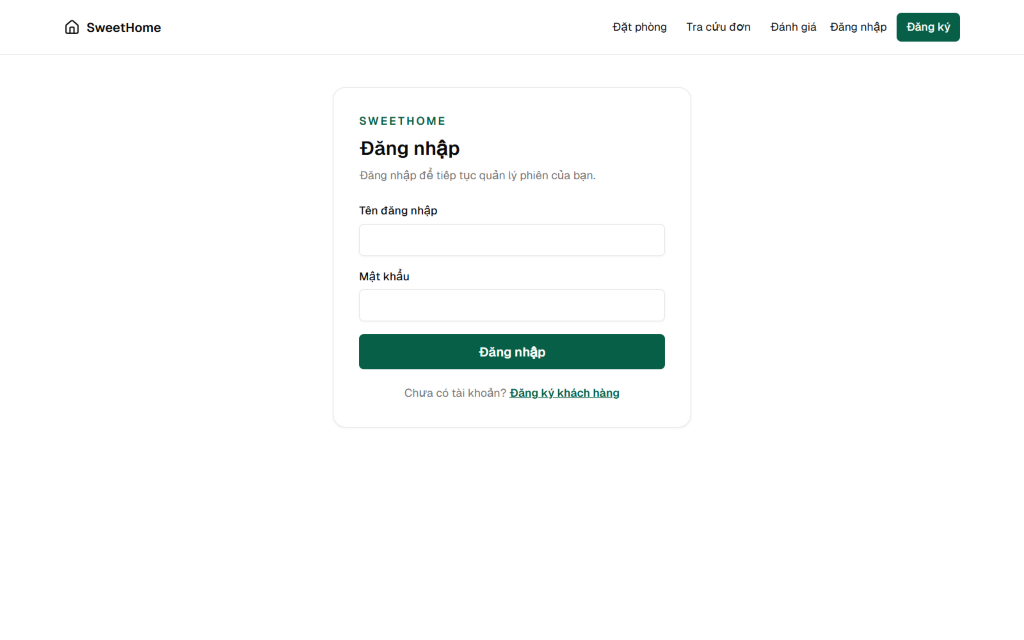 SweetHome
Đặt phòng Tra cứu đơn Đánh giá Đăng nhập Đăng ký
SWEETHOME
Đăng nhập
Đăng nhập để tiếp tục quản lý phiên của bạn.
Tên đăng nhập
Mật khẩu
Đăng nhập
Chưa có tài khoản? Đăng ký khách hàng